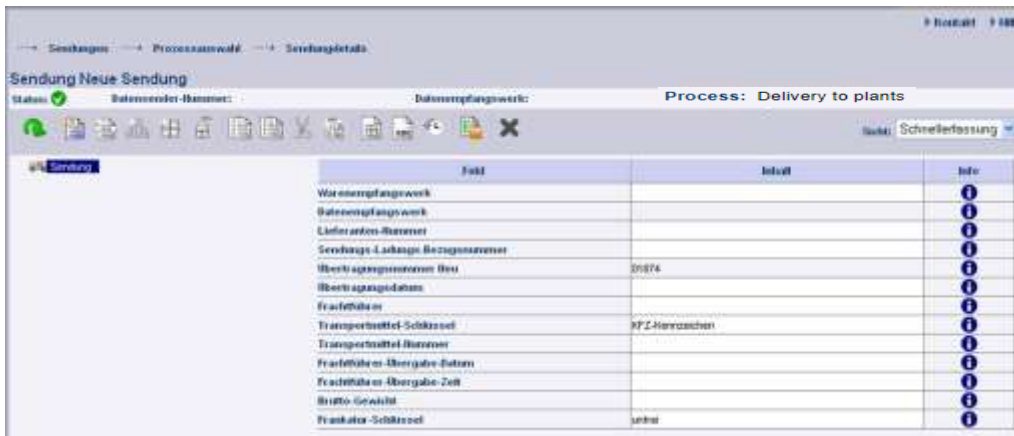 Kontakt
Sendungen Prozessauswahl Sendungdetails
Sendung Neue Sendung
Status: Datensender-Nummer: Datenempfangswerk: Process: Delivery to plants
Sicht: Schnellerfassung
Sendung
Feld Inhalt Info
Warenempfangswerk
Datenempfangswerk
Lieferanten-Nummer
Sendungs-Ladungs-Bezugsnummer
Übertragungsnummer Neu 01874
Übertragungsdatum
Frachtführer
Transportmittel-Schlüssel KFZ-Kennzeichen
Transportmittel-Nummer
Frachtführer-Übergabe-Datum
Frachtführer-Übergabe-Zeit
Brutto-Gewicht
Frankatur-Schlüssel unfrei